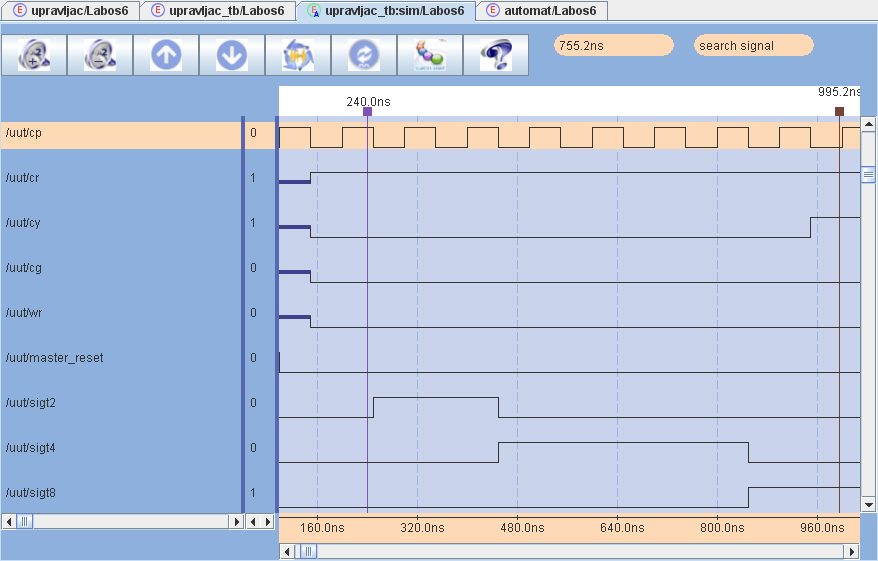 E upravljac/Labos6 E upravljac_tb/Labos6 E A upravljac_tb:sim/Labos6 E automat/Labos6
755.2ns search signal
995.2ns
240.0ns
/uut/cp 0
/uut/cr 1
/uut/cy 1
/uut/cg 0
/uut/wr 0
/uut/master_reset 0
/uut/sigt2 0
/uut/sigt4 0
/uut/sigt8 1
160.0ns 320.0ns 480.0ns 640.0ns 800.0ns 960.0ns